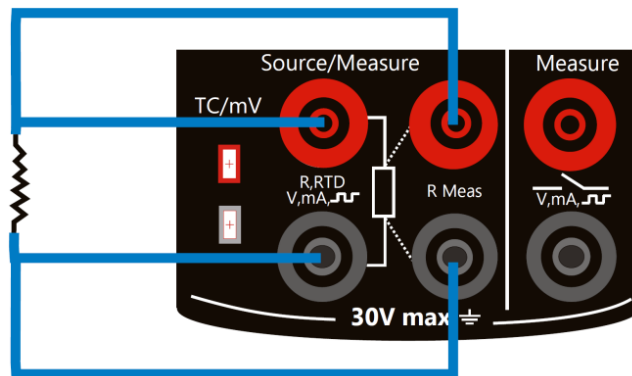 Source/Measure
Measure
TC/mV
R,RTD
V,mA,
R Meas
V,mA,
30V max